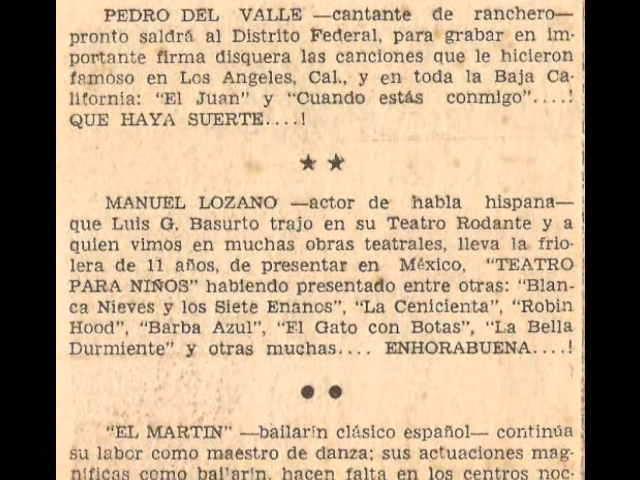 PEDRO DEL VALLE —cantante de ranchero—
pronto saldrá al Distrito Federal, para grabar en im-
portante firma disquera las canciones que le hicieron
famoso en Los Angeles, Cal., y en toda la Baja Ca-
lifornia: "El Juan" y "Cuando estás conmigo"....!
QUE HAYA SUERTE....!
★★
MANUEL LOZANO —actor de habla hispana—
que Luis G. Basurto trajo en su Teatro Rodante y a
quien vimos en muchas obras teatrales, lleva la frio-
lera de 11 años, de presentar en México, "TEATRO
PARA NIÑOS" habiendo presentado entre otras: "Blan-
ca Nieves y los Siete Enanos", "La Cenicienta", "Robin
Hood", "Barba Azul", "El Gato con Botas", "La Bella
Durmiente" y otras muchas.... ENHORABUENA....!
●●
"EL MARTIN" —bailarín clásico español— continúa
su labor como maestro de danza; sus actuaciones mag-
níficas como bailarín, hacen falta en los centros noc-